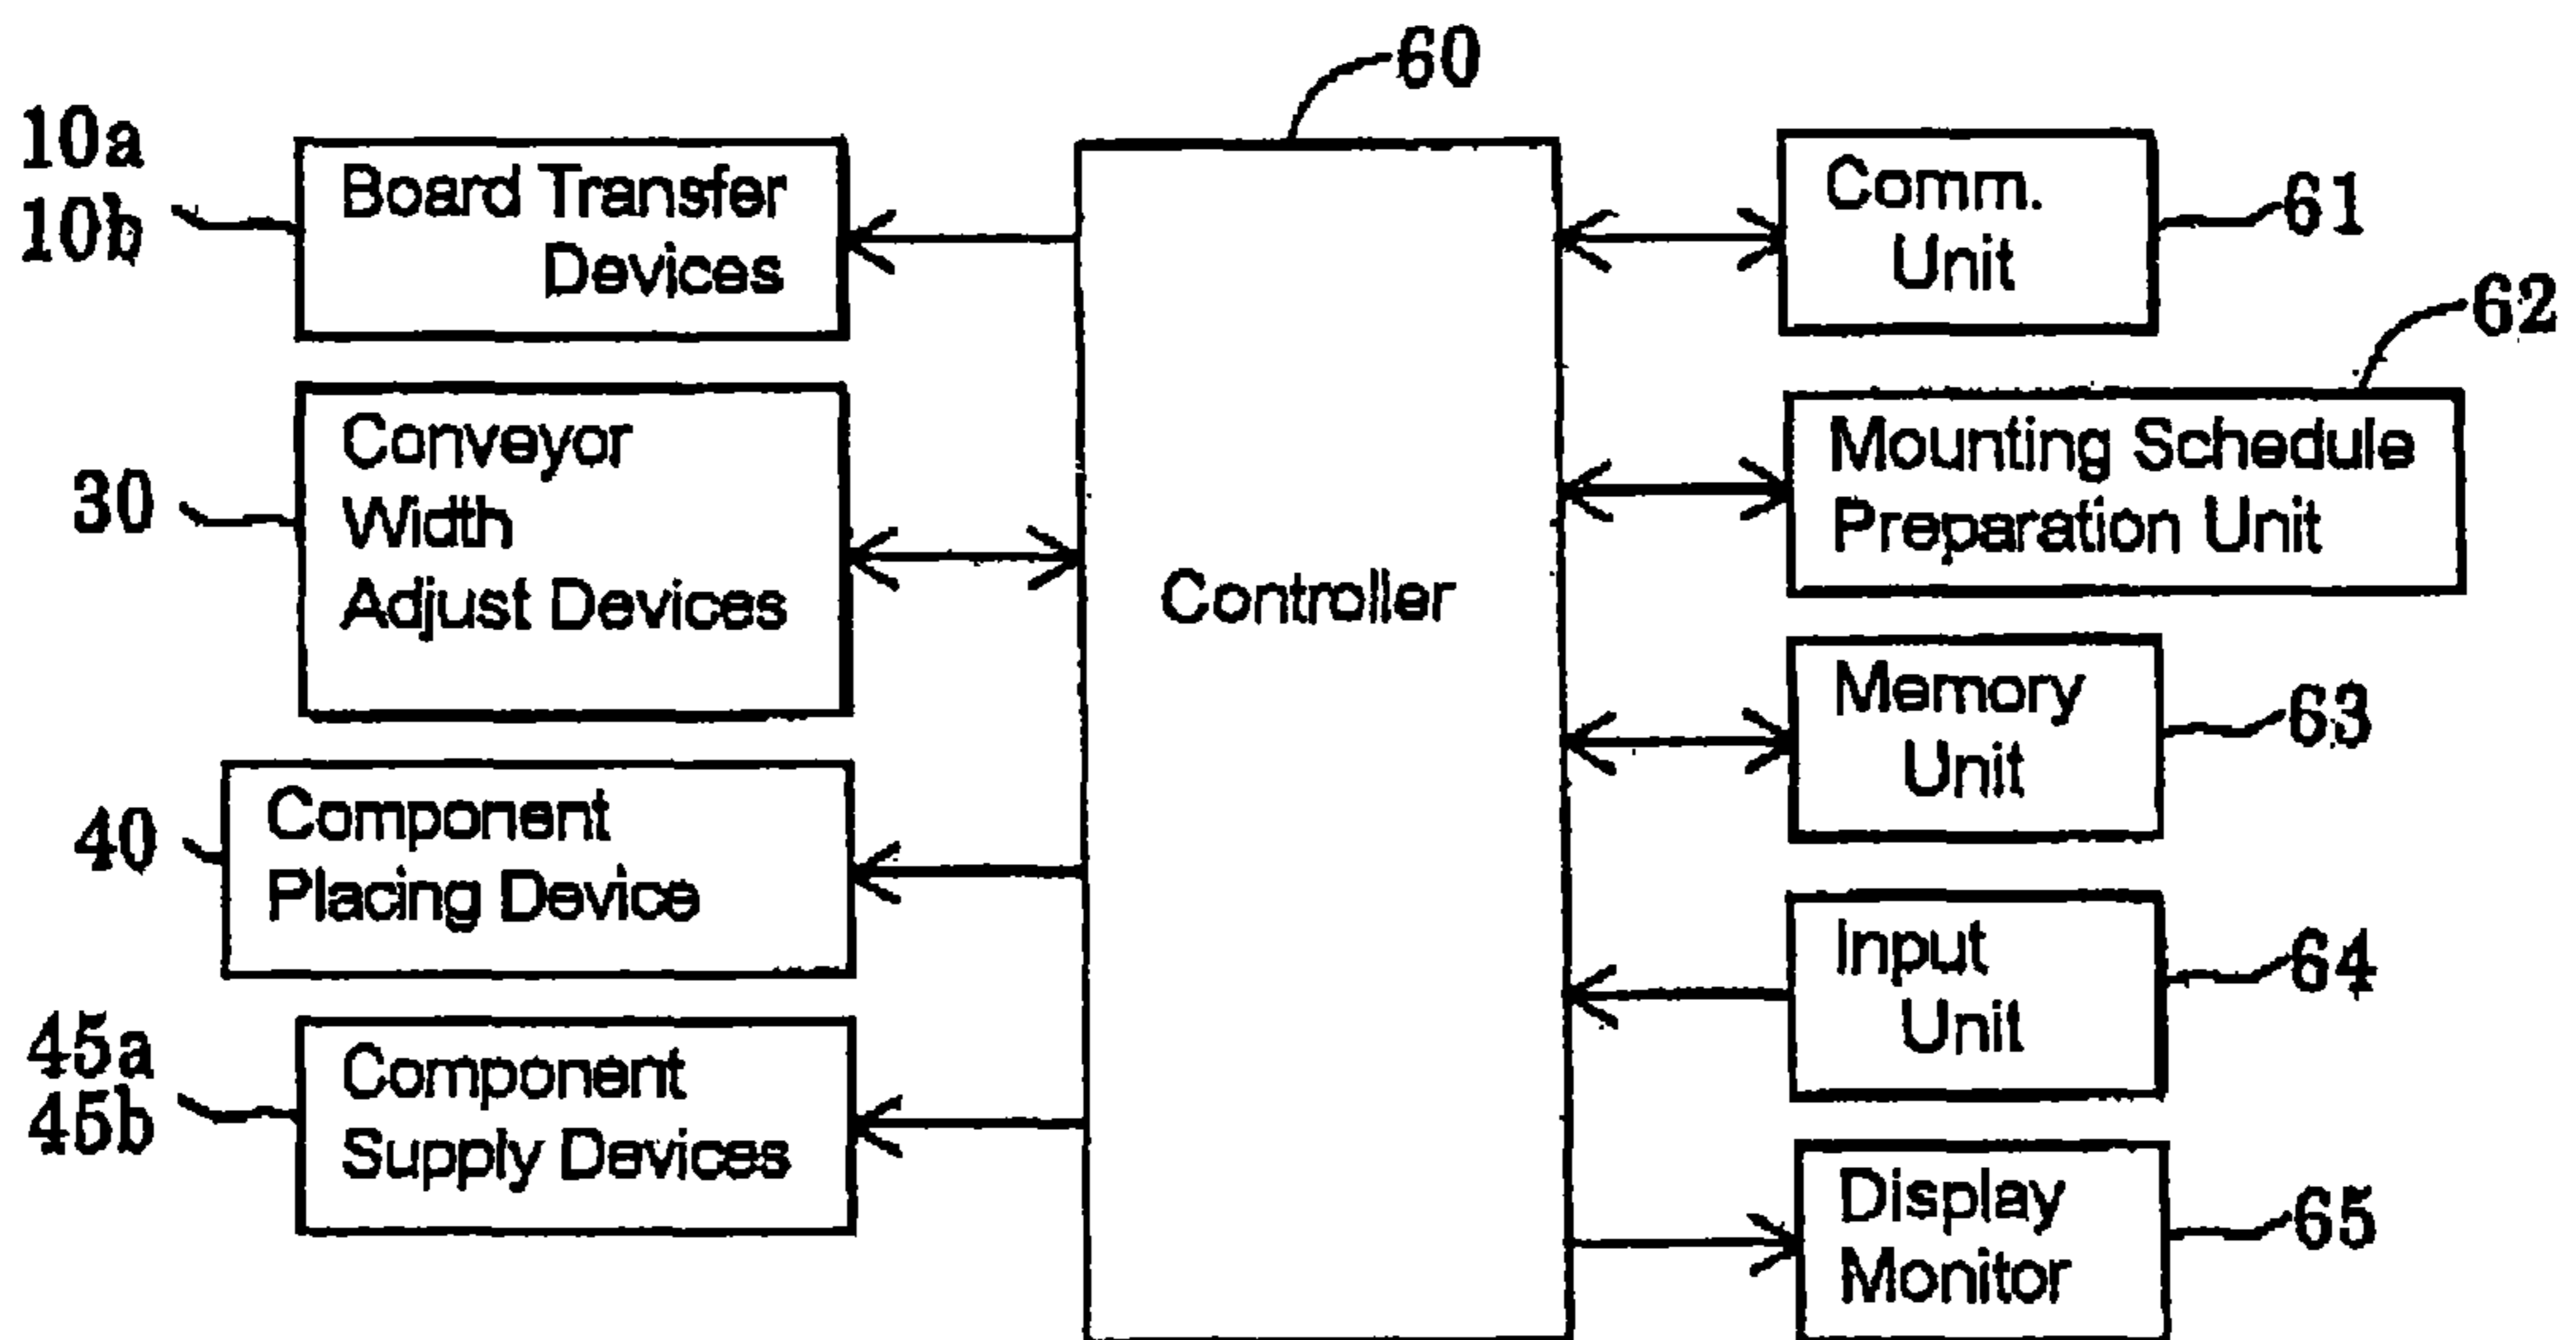 60
10a
10b
Board Transfer
Devices
30
Conveyor
Width
Adjust Devices
40
Component
Placing Device
45a
45b
Component
Supply Devices
Controller
Comm.
Unit
61
62
Mounting Schedule
Preparation Unit
Memory
Unit
63
Input
Unit
64
Display
Monitor
65